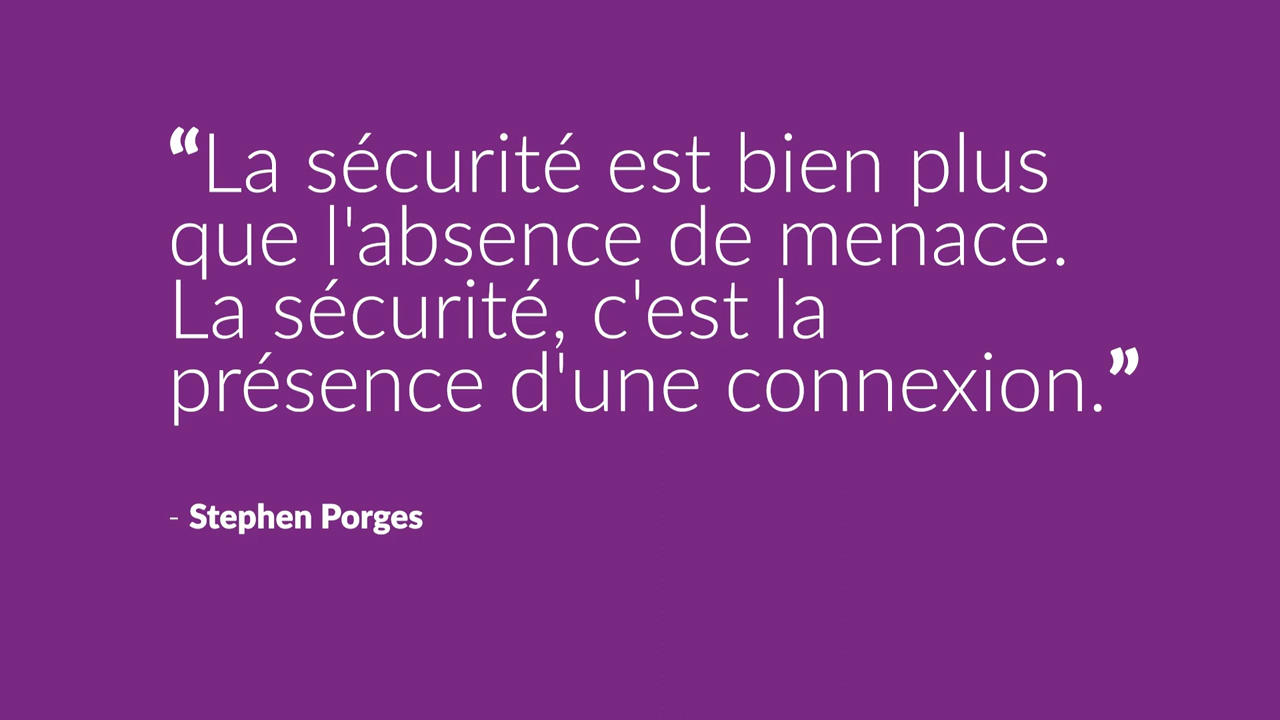 “La sécurité est bien plus
que l'absence de menace.
La sécurité, c'est la
présence d'une connexion.”
- Stephen Porges